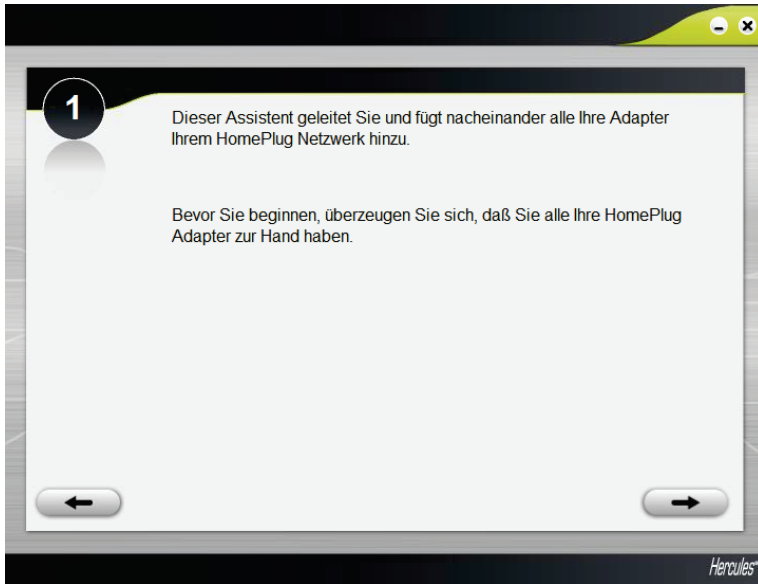 1
Dieser Assistent geleitet Sie und fügt nacheinander alle Ihre Adapter
Ihrem HomePlug Netzwerk hinzu.
Bevor Sie beginnen, überzeugen Sie sich, daß Sie alle Ihre HomePlug
Adapter zur Hand haben.
Hercules